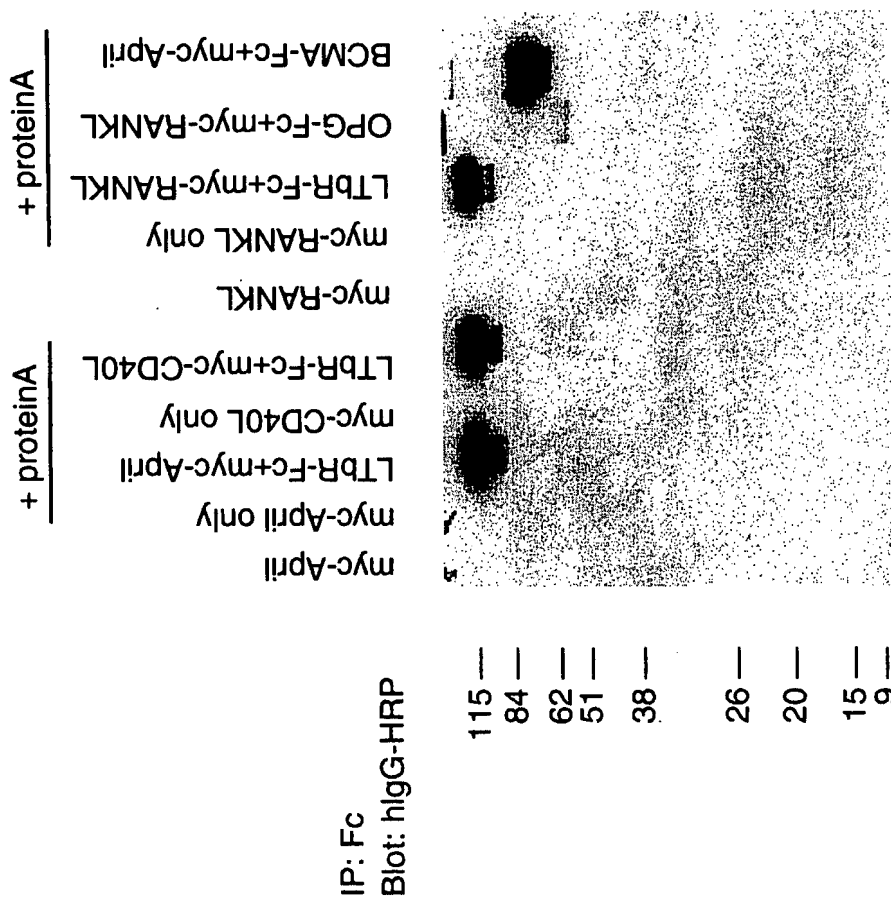 + proteinA
+ proteinA
myc-April
myc-April only
LTbR-Fc+myc-April
myc-CD40L only
LTbR-Fc+myc-CD40L
myc-RANKL
myc-RANKL only
LTbR-Fc+myc-RANKL
OPG-Fc+myc-RANKL
BCMA-Fc+myc-April
IP: Fc
Blot: hIgG-HRP
115
84
62
51
38
26
20
15
9